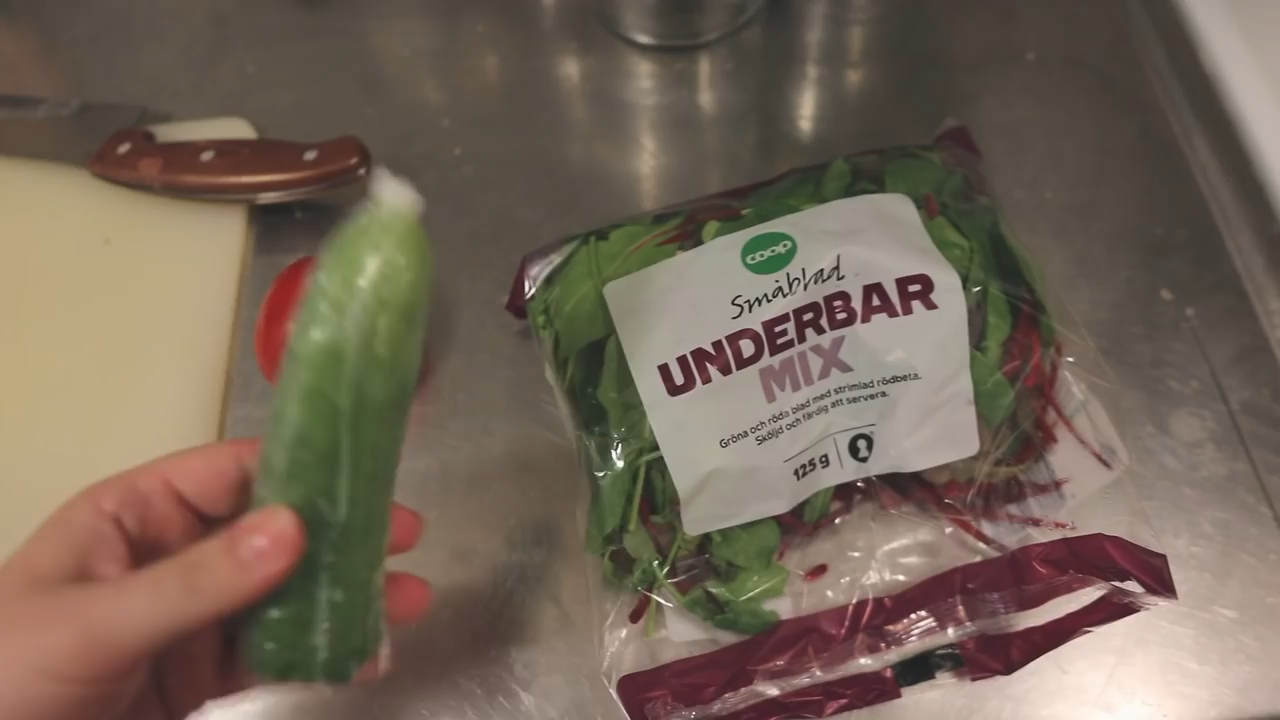 coop
Småblad
UNDERBAR
MIX
Gröna och röda blad med strimlad rödbeta.
Sköljd och färdig att servera.
125 g